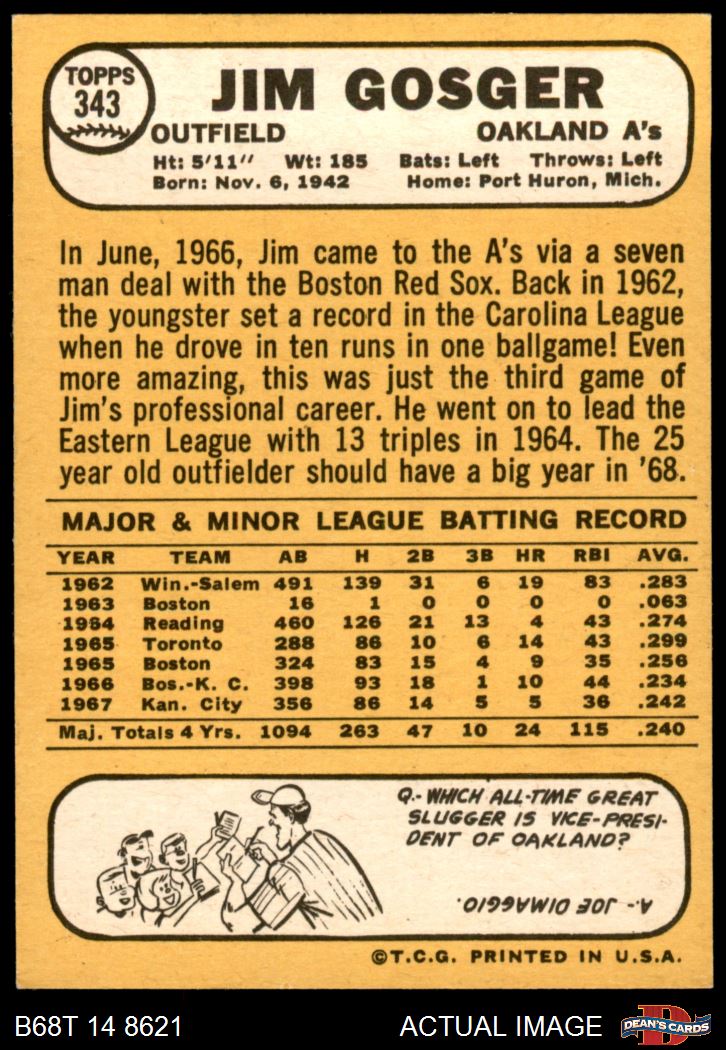 TOPPS
343
JIM GOSGER
OUTFIELD OAKLAND A's
Ht: 5'11" Wt: 185 Bats: Left Throws: Left
Born: Nov. 6, 1942 Home: Port Huron, Mich.
In June, 1966, Jim came to the A's via a seven
man deal with the Boston Red Sox. Back in 1962,
the youngster set a record in the Carolina League
when he drove in ten runs in one ballgame! Even
more amazing, this was just the third game of
Jim's professional career. He went on to lead the
Eastern League with 13 triples in 1964. The 25
year old outfielder should have a big year in '68.
MAJOR & MINOR LEAGUE BATTING RECORD
YEAR TEAM AB H 2B 3B HR RBI AVG.
1962 Win.-Salem 491 139 31 6 19 83 .283
1963 Boston 16 1 0 0 0 0 .063
1964 Reading 460 126 21 13 4 43 .274
1965 Toronto 288 86 10 6 14 43 .299
1965 Boston 324 83 15 4 9 35 .256
1966 Bos.-K. C. 398 93 18 1 10 44 .234
1967 Kan. City 356 86 14 5 5 36 .242
Maj. Totals 4 Yrs. 1094 263 47 10 24 115 .240
Q.- WHICH ALL-TIME GREAT
SLUGGER IS VICE-PRESI-
DENT OF OAKLAND?
A.- JOE DIMAGGIO.
©T.C.G. PRINTED IN U.S.A.
B68T 14 8621 ACTUAL IMAGE
D
DEAN'S CARDS